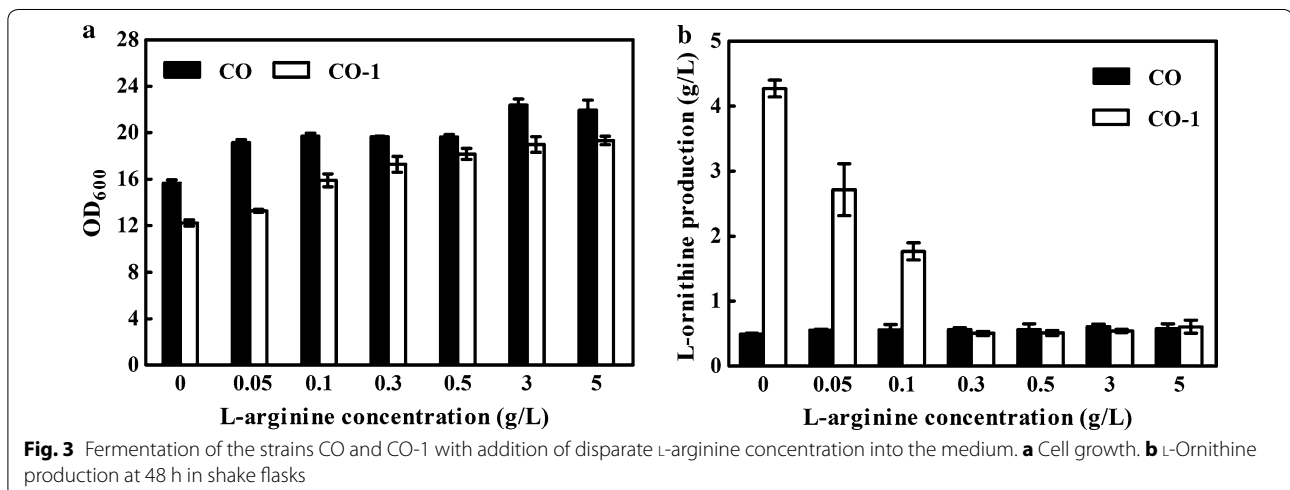 a
28
24
20
16
12
8
4
0
OD600
CO CO-1
0 0.05 0.1 0.3 0.5 3 5
L-arginine concentration (g/L)
b
5
4
3
2
1
0
L-ornithine production (g/L)
CO
CO-1
0 0.05 0.1 0.3 0.5 3 5
L-arginine concentration (g/L)
Fig. 3 Fermentation of the strains CO and CO-1 with addition of disparate L-arginine concentration into the medium. a Cell growth. b L-Ornithine
production at 48 h in shake flasks